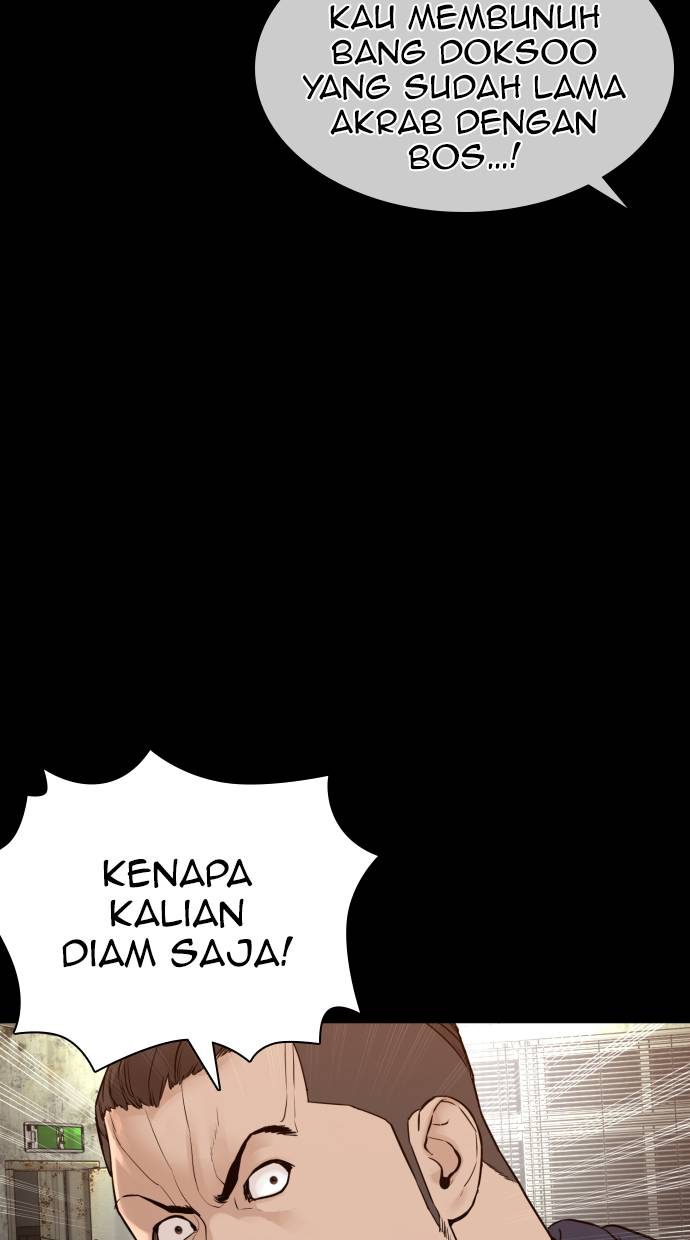 KAU MEMBUNUH
BANG DOKSOO
YANG SUDAH LAMA
AKRAB DENGAN
BOS...!
KENAPA
KALIAN
DIAM SAJA!